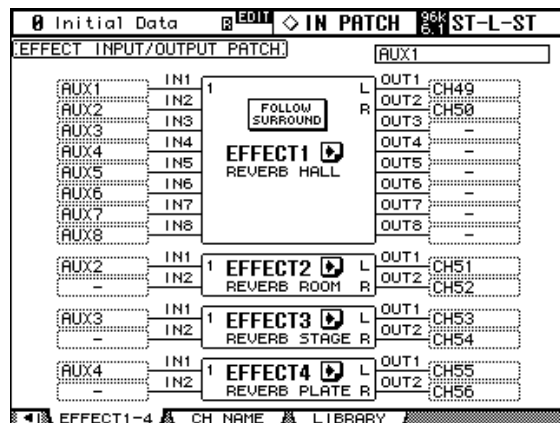 0 Initial Data R EDIT ◇ IN PATCH 96k 6.1 ST-L-ST
EFFECT INPUT/OUTPUT PATCH AUX1
AUX1 IN1 1 L OUT1 CH49
AUX2 IN2 R OUT2 CH50
AUX3 IN3 FOLLOW SURROUND OUT3 -
AUX4 IN4 OUT4 -
AUX5 IN5 EFFECT1 OUT5 -
AUX6 IN6 REVERB HALL OUT6 -
AUX7 IN7 OUT7 -
AUX8 IN8 OUT8 -
AUX2 IN1 1 EFFECT2 L OUT1 CH51
- IN2 REVERB ROOM R OUT2 CH52
AUX3 IN1 1 EFFECT3 L OUT1 CH53
- IN2 REVERB STAGE R OUT2 CH54
AUX4 IN1 1 EFFECT4 L OUT1 CH55
- IN2 REVERB PLATE R OUT2 CH56
EFFECT1-4 CH NAME LIBRARY